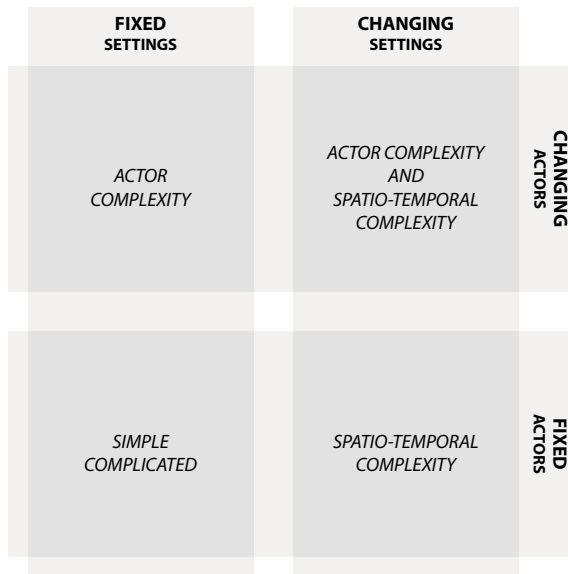 FIXED
SETTINGS
CHANGING
SETTINGS
ACTOR
COMPLEXITY
ACTOR COMPLEXITY
AND
SPATIO-TEMPORAL
COMPLEXITY
CHANGING
ACTORS
SIMPLE
COMPLICATED
SPATIO-TEMPORAL
COMPLEXITY
FIXED
ACTORS